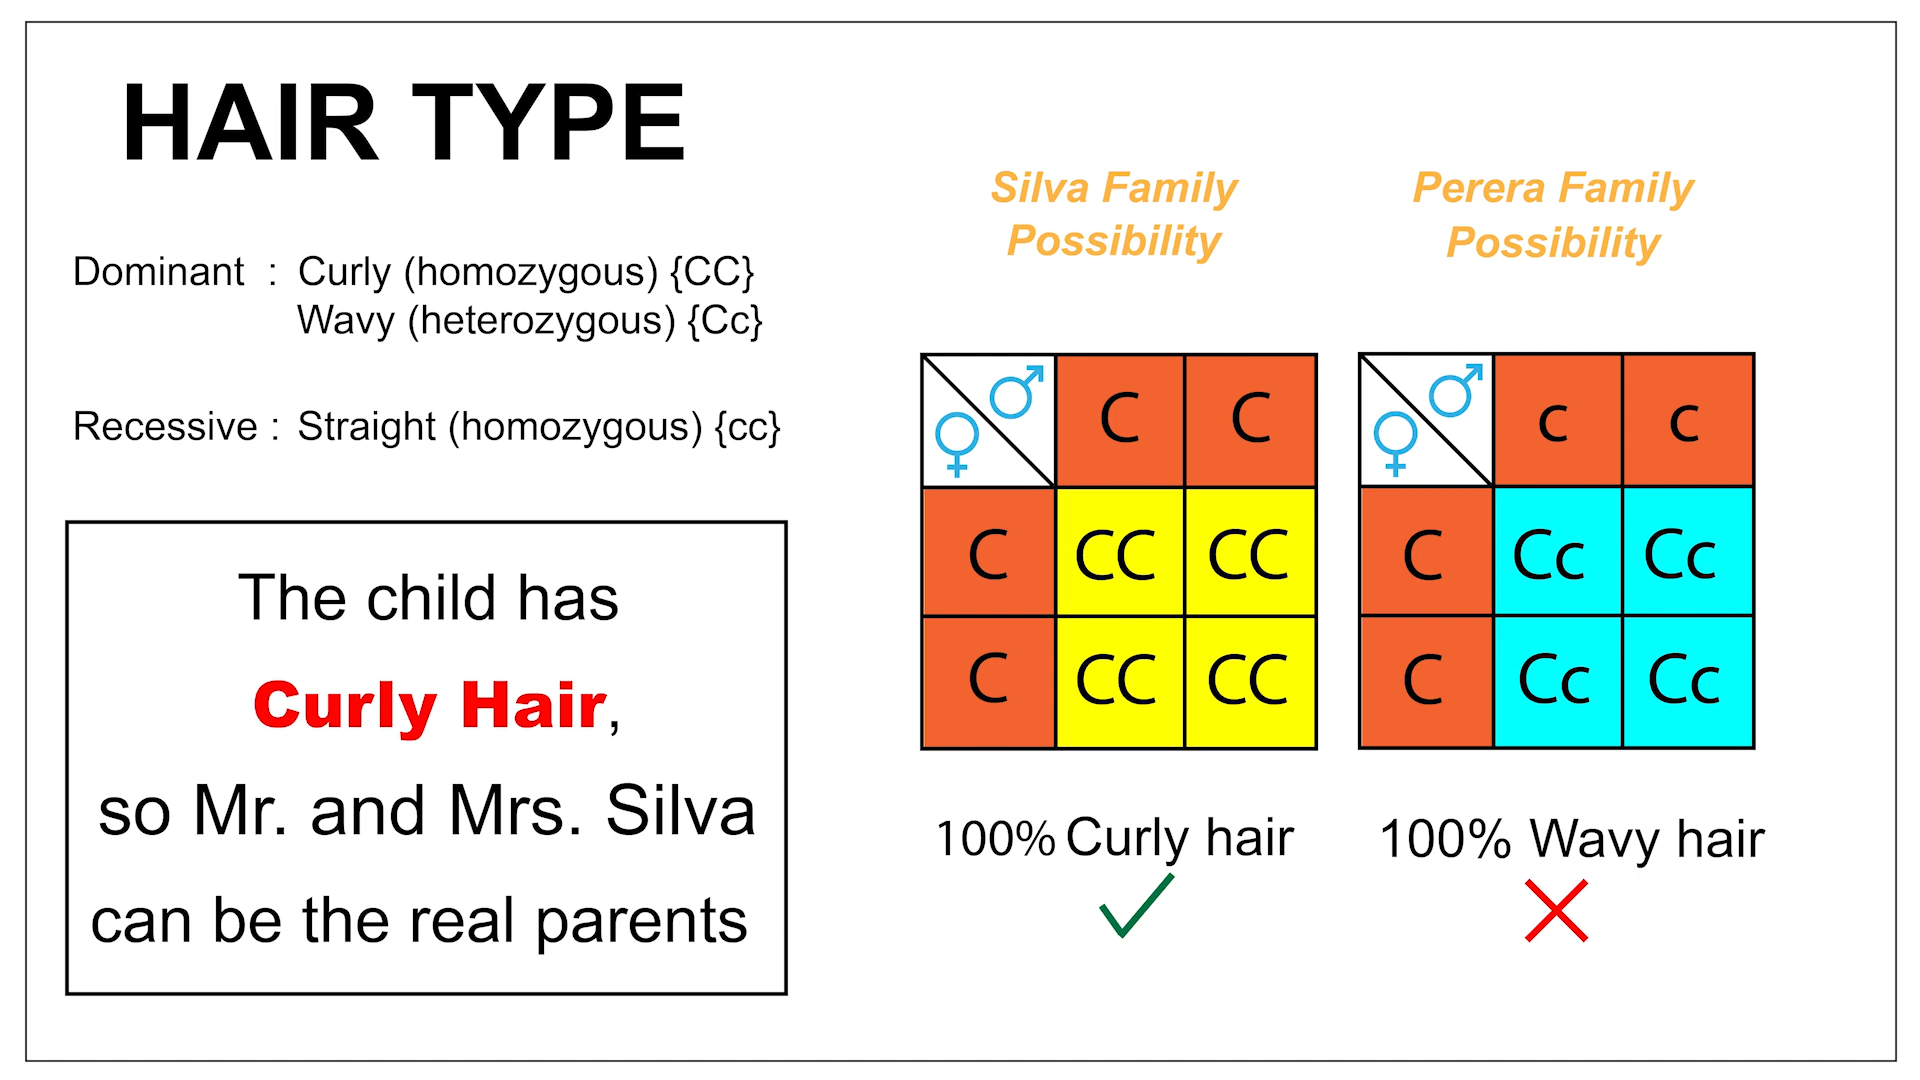 HAIR TYPE
Dominant : Curly (homozygous) {CC}
Wavy (heterozygous) {Cc}
Recessive : Straight (homozygous) {cc}
The child has
Curly Hair,
so Mr. and Mrs. Silva
can be the real parents
Silva Family
Possibility
C C
C CC CC
C CC CC
100% Curly hair
Perera Family
Possibility
c c
C Cc Cc
C Cc Cc
100% Wavy hair